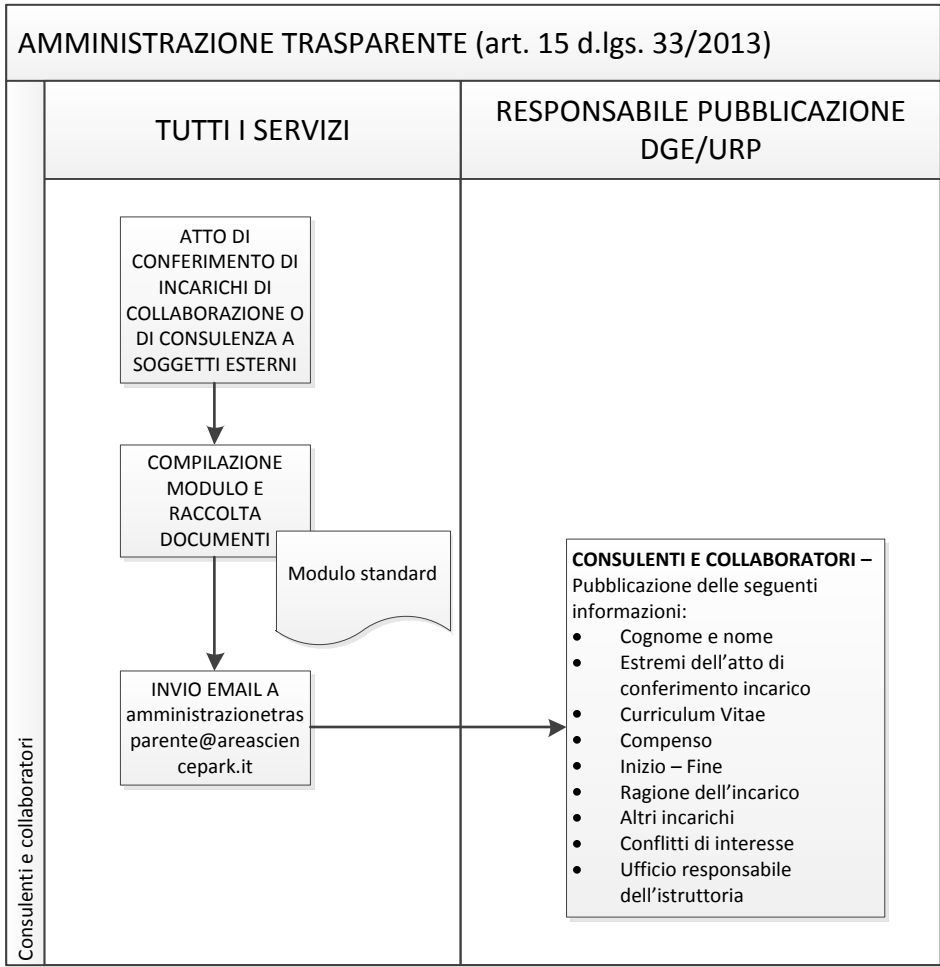 AMMINISTRAZIONE TRASPARENTE (art. 15 d.lgs. 33/2013)
TUTTI I SERVIZI
RESPONSABILE PUBBLICAZIONE
DGE/URP
Consulenti e collaboratori
ATTO DI
CONFERIMENTO DI
INCARICHI DI
COLLABORAZIONE O
DI CONSULENZA A
SOGGETTI ESTERNI
COMPILAZIONE
MODULO E
RACCOLTA
DOCUMENTI
Modulo standard
INVIO EMAIL A
amministrazionetras
parente@areascien
cepark.it
CONSULENTI E COLLABORATORI –
Pubblicazione delle seguenti
informazioni:
• Cognome e nome
• Estremi dell'atto di
conferimento incarico
• Curriculum Vitae
• Compenso
• Inizio – Fine
• Ragione dell'incarico
• Altri incarichi
• Conflitti di interesse
• Ufficio responsabile
dell'istruttoria